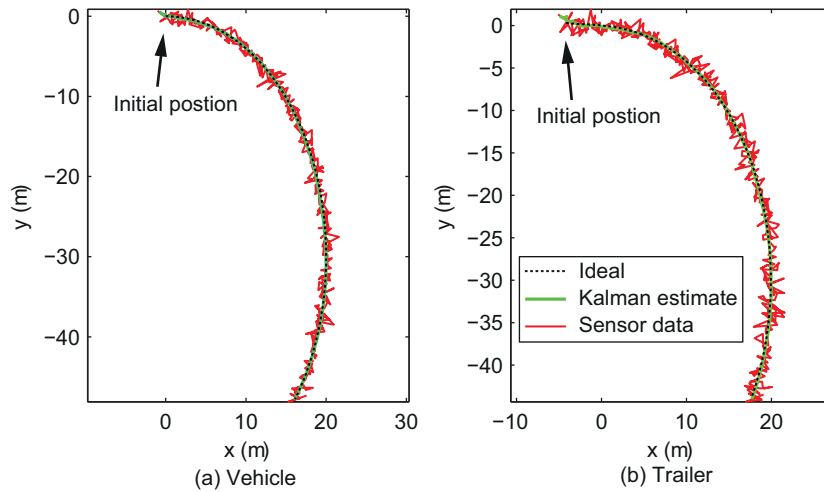 0
−10
−20
−30
−40
y (m)
Initial postion
0
10
20
30
x (m)
(a) Vehicle
0
−5
−10
−15
−20
−25
−30
−35
−40
y (m)
Initial postion
Ideal
Kalman estimate
Sensor data
−10
0
10
20
x (m)
(b) Trailer